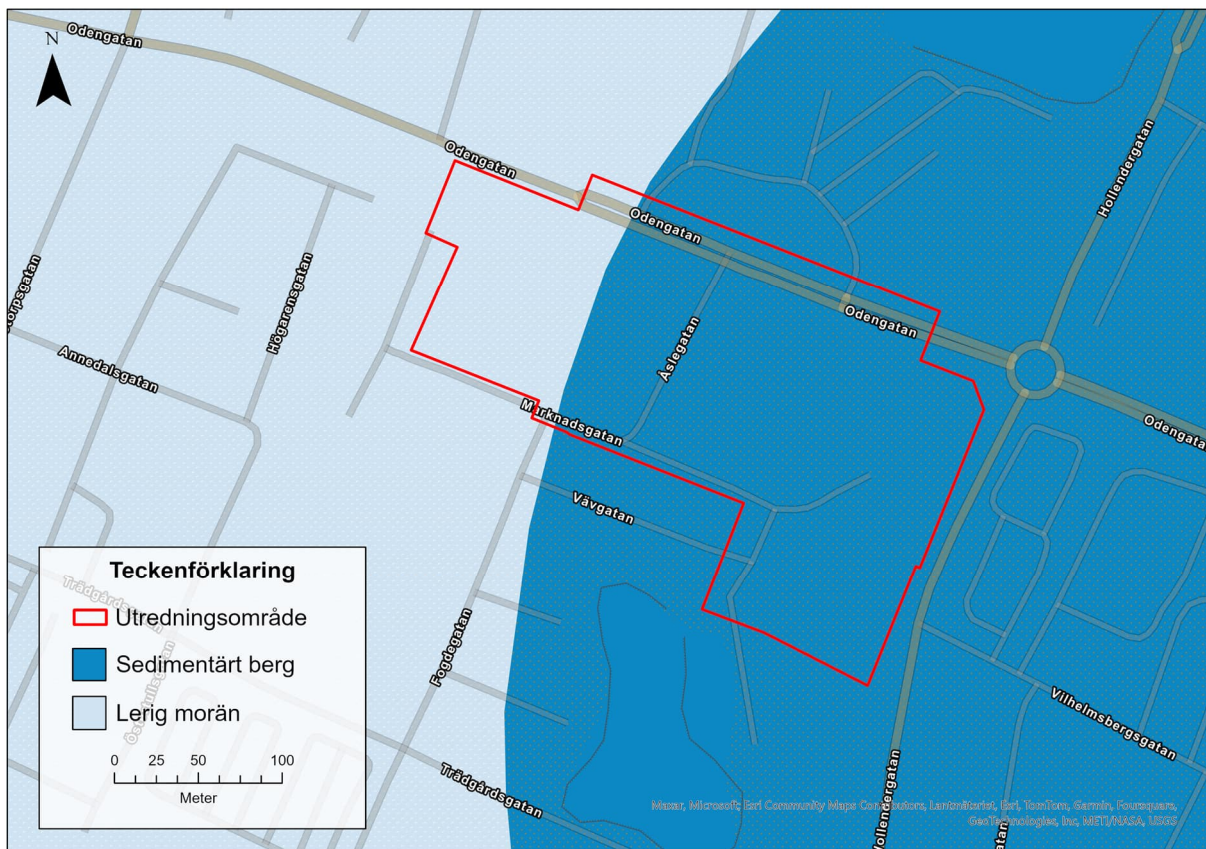 Odengatan
N
Odengatan
Hollendergatan
Odengatan
Högarensgatan
Odengatan
Åslegatan
Annedalsgatan
Marknadsgatan
Odengatan
Vävgatan
Teckenförklaring
Utredningsområde
Sedimentärt berg
Lerig morän
0 25 50 100
Meter
Trädgårdsgatan
Fogdegatan
Vilhelmsbergsgatan
Trädgårdsgatan
Hollendergatan
Maxar, Microsoft, Esri Community Maps Contributors, Lantmäteriet, Esri, TomTom, Garmin, Foursquare,
GeoTechnologies, Inc, METI/NASA, USGS